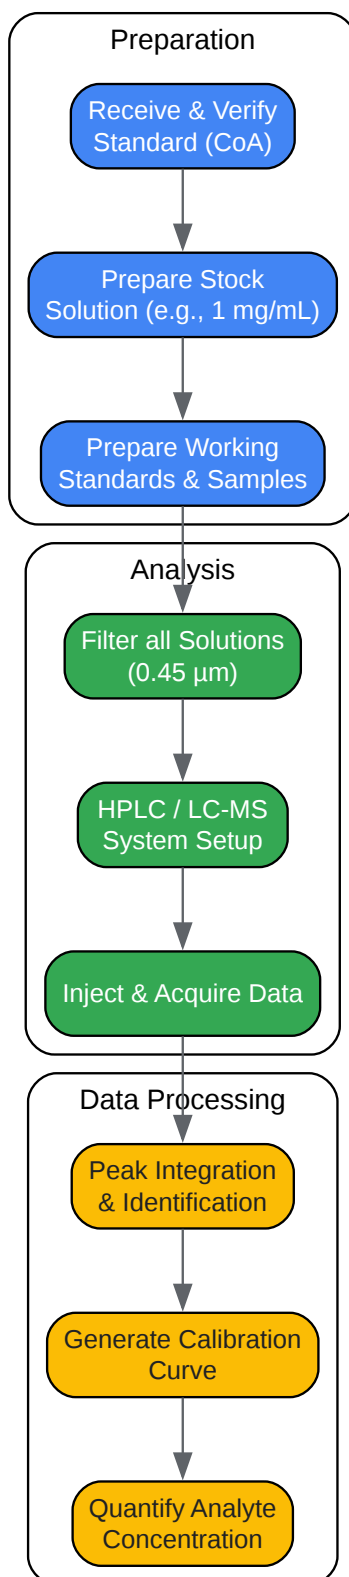 Preparation
Receive & Verify
Standard (CoA)
Prepare Stock
Solution (e.g., 1 mg/mL)
Prepare Working
Standards & Samples
Analysis
Filter all Solutions
(0.45 µm)
HPLC / LC-MS
System Setup
Inject & Acquire Data
Data Processing
Peak Integration
& Identification
Generate Calibration
Curve
Quantify Analyte
Concentration